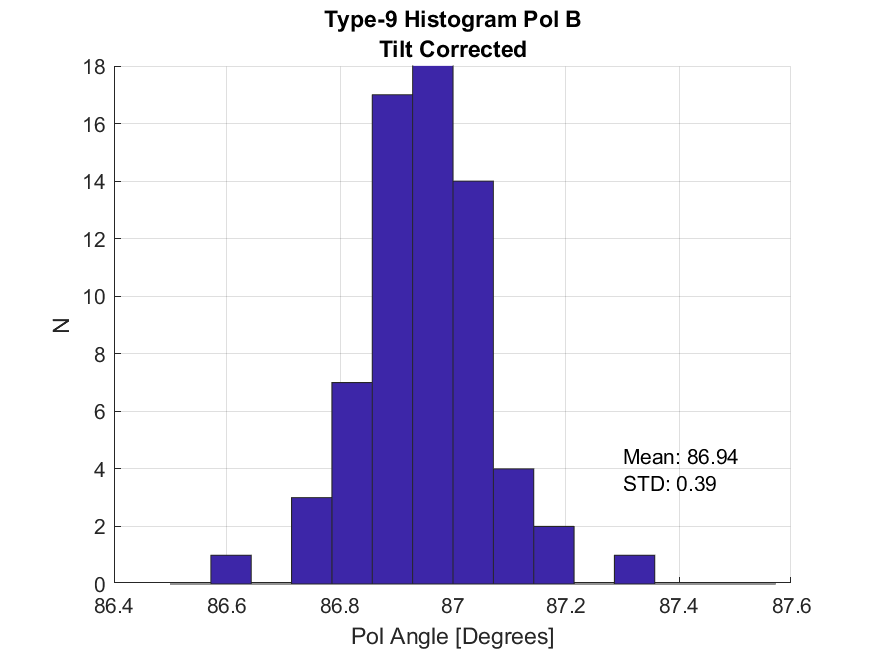 Type-9 Histogram Pol B
Tilt Corrected
18
16
14
12
10
8
6
4
2
0
N
Mean: 86.94
STD: 0.39
86.4 86.6 86.8 87 87.2 87.4 87.6
Pol Angle [Degrees]